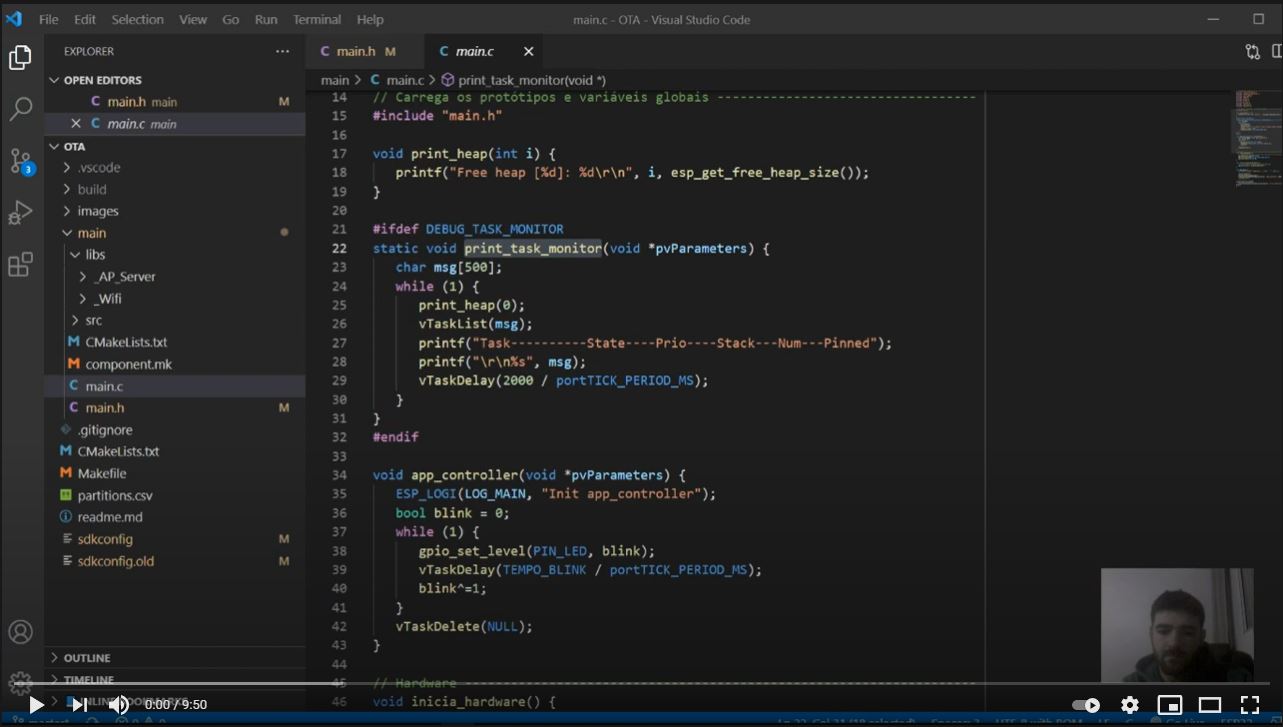 File Edit Selection View Go Run Terminal Help
main.c - OTA - Visual Studio Code
EXPLORER
OPEN EDITORS
C main.h main M
C main.c main
OTA
.vscode
build
images
main
libs
_AP_Server
_Wifi
src
M CMakeLists.txt
M component.mk
C main.c
C main.h M
.gitignore
M CMakeLists.txt
M Makefile
partitions.csv
readme.md
sdkconfig M
sdkconfig.old M
OUTLINE
TIMELINE
3
C main.h M
C main.c
main > C main.c > print_task_monitor(void *)
14 // Carrega os protótipos e variáveis globais ----------------------------------
15 #include "main.h"
16
17 void print_heap(int i) {
18 printf("Free heap [%d]: %d\r\n", i, esp_get_free_heap_size());
19 }
20
21 #ifdef DEBUG_TASK_MONITOR
22 static void print_task_monitor(void *pvParameters) {
23 char msg[500];
24 while (1) {
25 print_heap(0);
26 vTaskList(msg);
27 printf("Task----------State----Prio----Stack---Num---Pinned");
28 printf("\r\n%s", msg);
29 vTaskDelay(2000 / portTICK_PERIOD_MS);
30 }
31 }
32 #endif
33
34 void app_controller(void *pvParameters) {
35 ESP_LOGI(LOG_MAIN, "Init app_controller");
36 bool blink = 0;
37 while (1) {
38 gpio_set_level(PIN_LED, blink);
39 vTaskDelay(TEMPO_BLINK / portTICK_PERIOD_MS);
40 blink^=1;
41 }
42 vTaskDelete(NULL);
43 }
44
45 // Hardware
46 void inicia_hardware() {
0:00 / 9:50